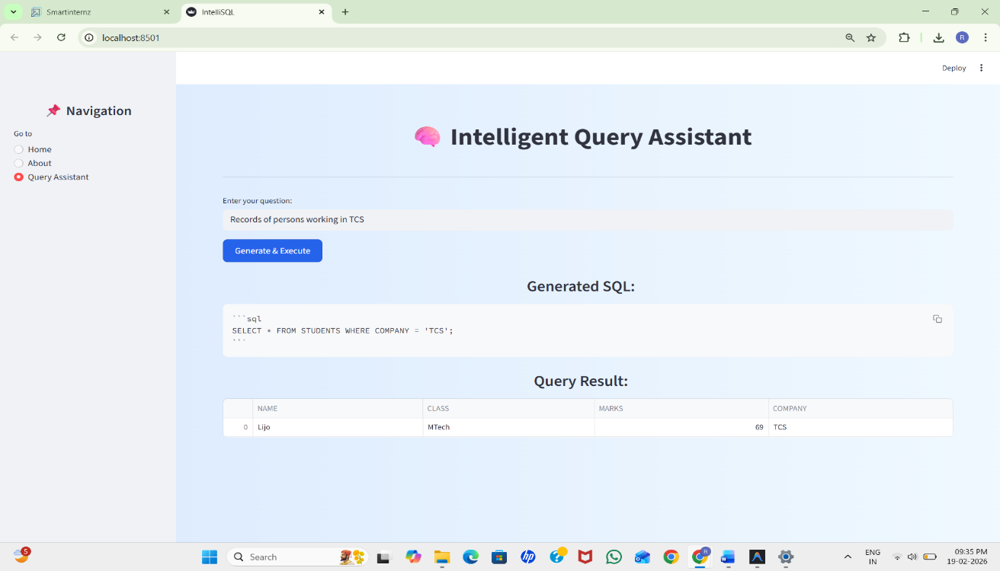 Smartinternz
IntelliSQL
localhost:8501
R
Deploy
Navigation
Go to
Home
About
Query Assistant
Intelligent Query Assistant
Enter your question:
Records of persons working in TCS
Generate & Execute
Generated SQL:
```sql
SELECT * FROM STUDENTS WHERE COMPANY = 'TCS';
```
Query Result:
NAME CLASS MARKS COMPANY
0 Lijo MTech 69 TCS
5
Search
hp
?
R
W
ENG
IN
09:35 PM
19-02-2026